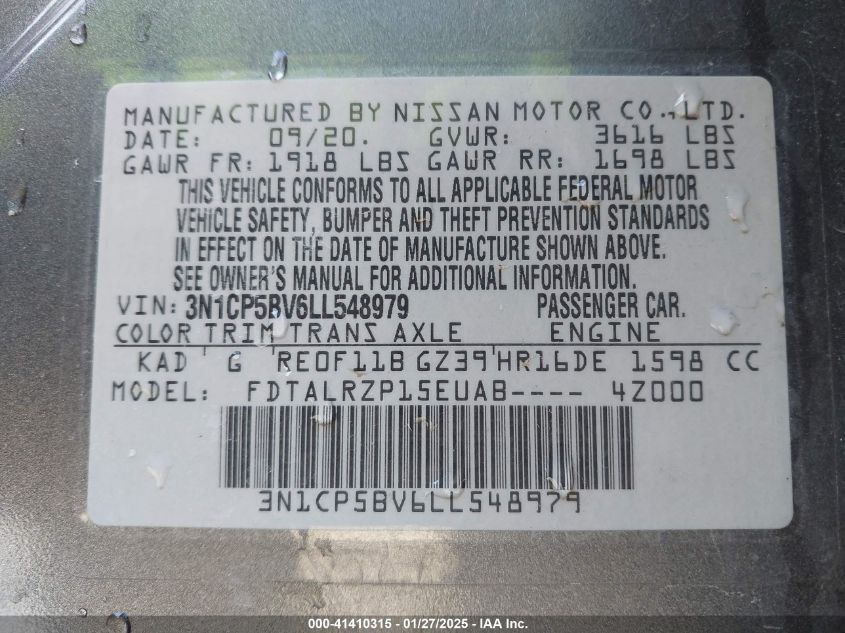 MANUFACTURED BY NISSAN MOTOR CO., LTD.
DATE: 09/20. GVWR: 3616 LBS
GAWR FR: 1918 LBS GAWR RR: 1698 LBS
THIS VEHICLE CONFORMS TO ALL APPLICABLE FEDERAL MOTOR
VEHICLE SAFETY, BUMPER AND THEFT PREVENTION STANDARDS
IN EFFECT ON THE DATE OF MANUFACTURE SHOWN ABOVE.
SEE OWNER'S MANUAL FOR ADDITIONAL INFORMATION.
VIN: 3N1CP5BV6LL548979 PASSENGER CAR.
COLOR TRIM TRANS AXLE ENGINE
KAD G RE0F11B GZ39 HR16DE 1598 CC
MODEL: FDTALRZP15EUAB---- 4Z000
3N1CP5BV6LL548979
000-41410315 - 01/27/2025 - IAA Inc.